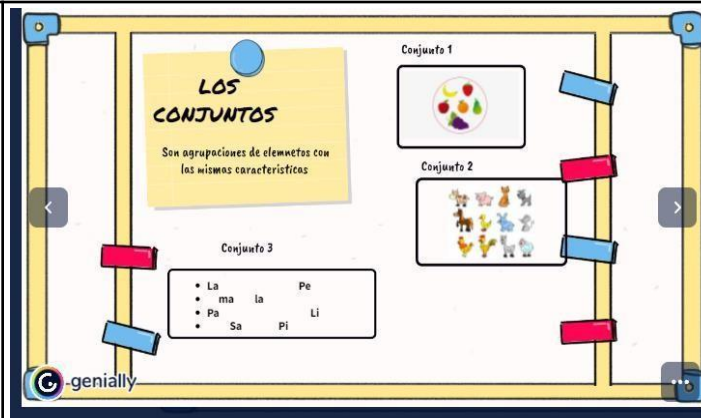 LOS
CONJUNTOS
Son agrupaciones de elemnetos con
las mismas caracteristicas
Conjunto 1
Conjunto 2
Conjunto 3
• La Pe
• ma la
• Pa Li
• Sa Pi
genially